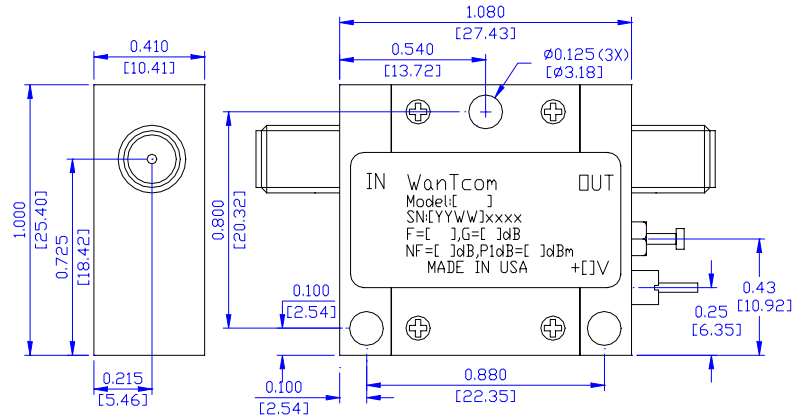 1.080
[27.43]
0.410
[10.41]
0.540
[13.72]
Ø0.125(3X)
[Ø3.18]
IN
WanTcom
OUT
Model:[ ]
SN:[YYWW]xxxx
F=[ ],G=[ ]dB
NF=[ ]dB,P1dB=[ ]dBm
MADE IN USA
+[]V
1.000
[25.40]
0.725
[18.42]
0.800
[20.32]
0.100
[2.54]
0.43
[10.92]
0.25
[6.35]
0.215
[5.46]
0.100
[2.54]
0.880
[22.35]